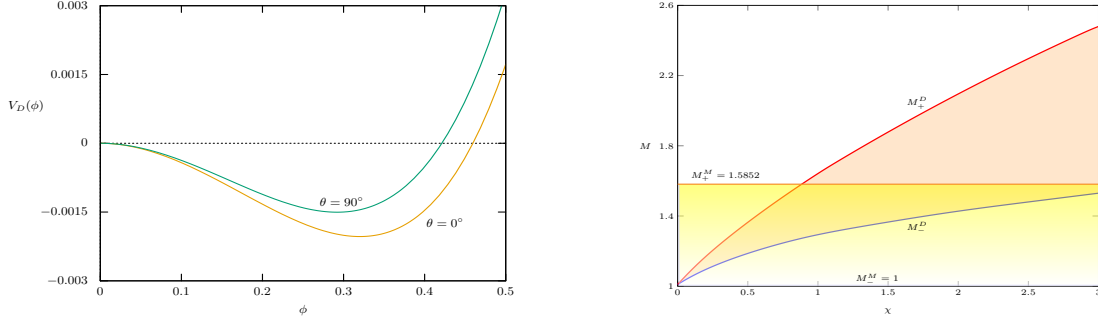 0.003
0.0015
0
−0.0015
−0.003
V_D(ϕ)
θ = 90°
θ = 0°
0 0.1 0.2 0.3 0.4 0.5
ϕ
2.6
2.2
1.8
1.4
1
M
M_+^D
M_+^M = 1.5852
M_-^D
M_-^M = 1
0 0.5 1 1.5 2 2.5 3
χ